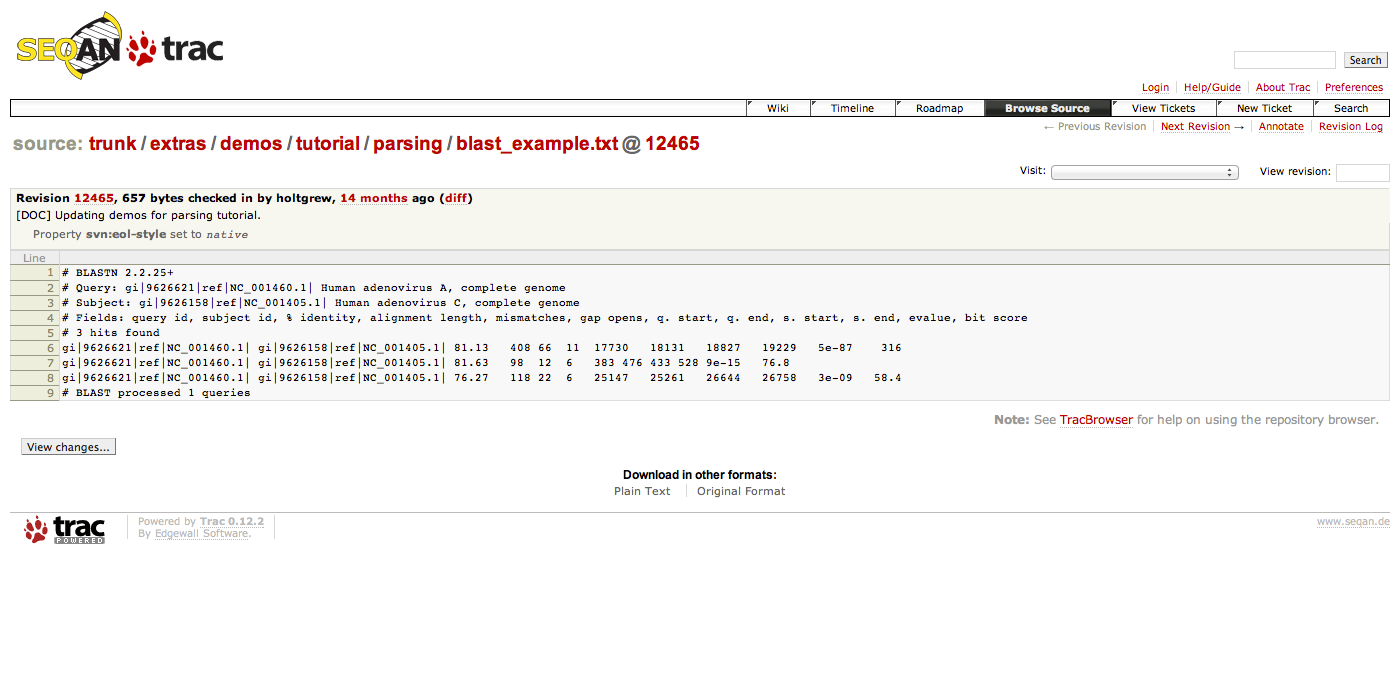 SEQAN trac
Search
Login Help/Guide About Trac Preferences
Wiki Timeline Roadmap Browse Source View Tickets New Ticket Search
← Previous Revision Next Revision → Annotate Revision Log
source: trunk / extras / demos / tutorial / parsing / blast_example.txt @ 12465
Visit: View revision:
Revision 12465, 657 bytes checked in by holtgrew, 14 months ago (diff)
[DOC] Updating demos for parsing tutorial.
Property svn:eol-style set to native
Line
1 # BLASTN 2.2.25+
2 # Query: gi|9626621|ref|NC_001460.1| Human adenovirus A, complete genome
3 # Subject: gi|9626158|ref|NC_001405.1| Human adenovirus C, complete genome
4 # Fields: query id, subject id, % identity, alignment length, mismatches, gap opens, q. start, q. end, s. start, s. end, evalue, bit score
5 # 3 hits found
6 gi|9626621|ref|NC_001460.1| gi|9626158|ref|NC_001405.1| 81.13 408 66 11 17730 18131 18827 19229 5e-87 316
7 gi|9626621|ref|NC_001460.1| gi|9626158|ref|NC_001405.1| 81.63 98 12 6 383 476 433 528 9e-15 76.8
8 gi|9626621|ref|NC_001460.1| gi|9626158|ref|NC_001405.1| 76.27 118 22 6 25147 25261 26644 26758 3e-09 58.4
9 # BLAST processed 1 queries
Note: See TracBrowser for help on using the repository browser.
View changes...
Download in other formats:
Plain Text Original Format
trac POWERED
Powered by Trac 0.12.2
By Edgewall Software.
www.seqan.de